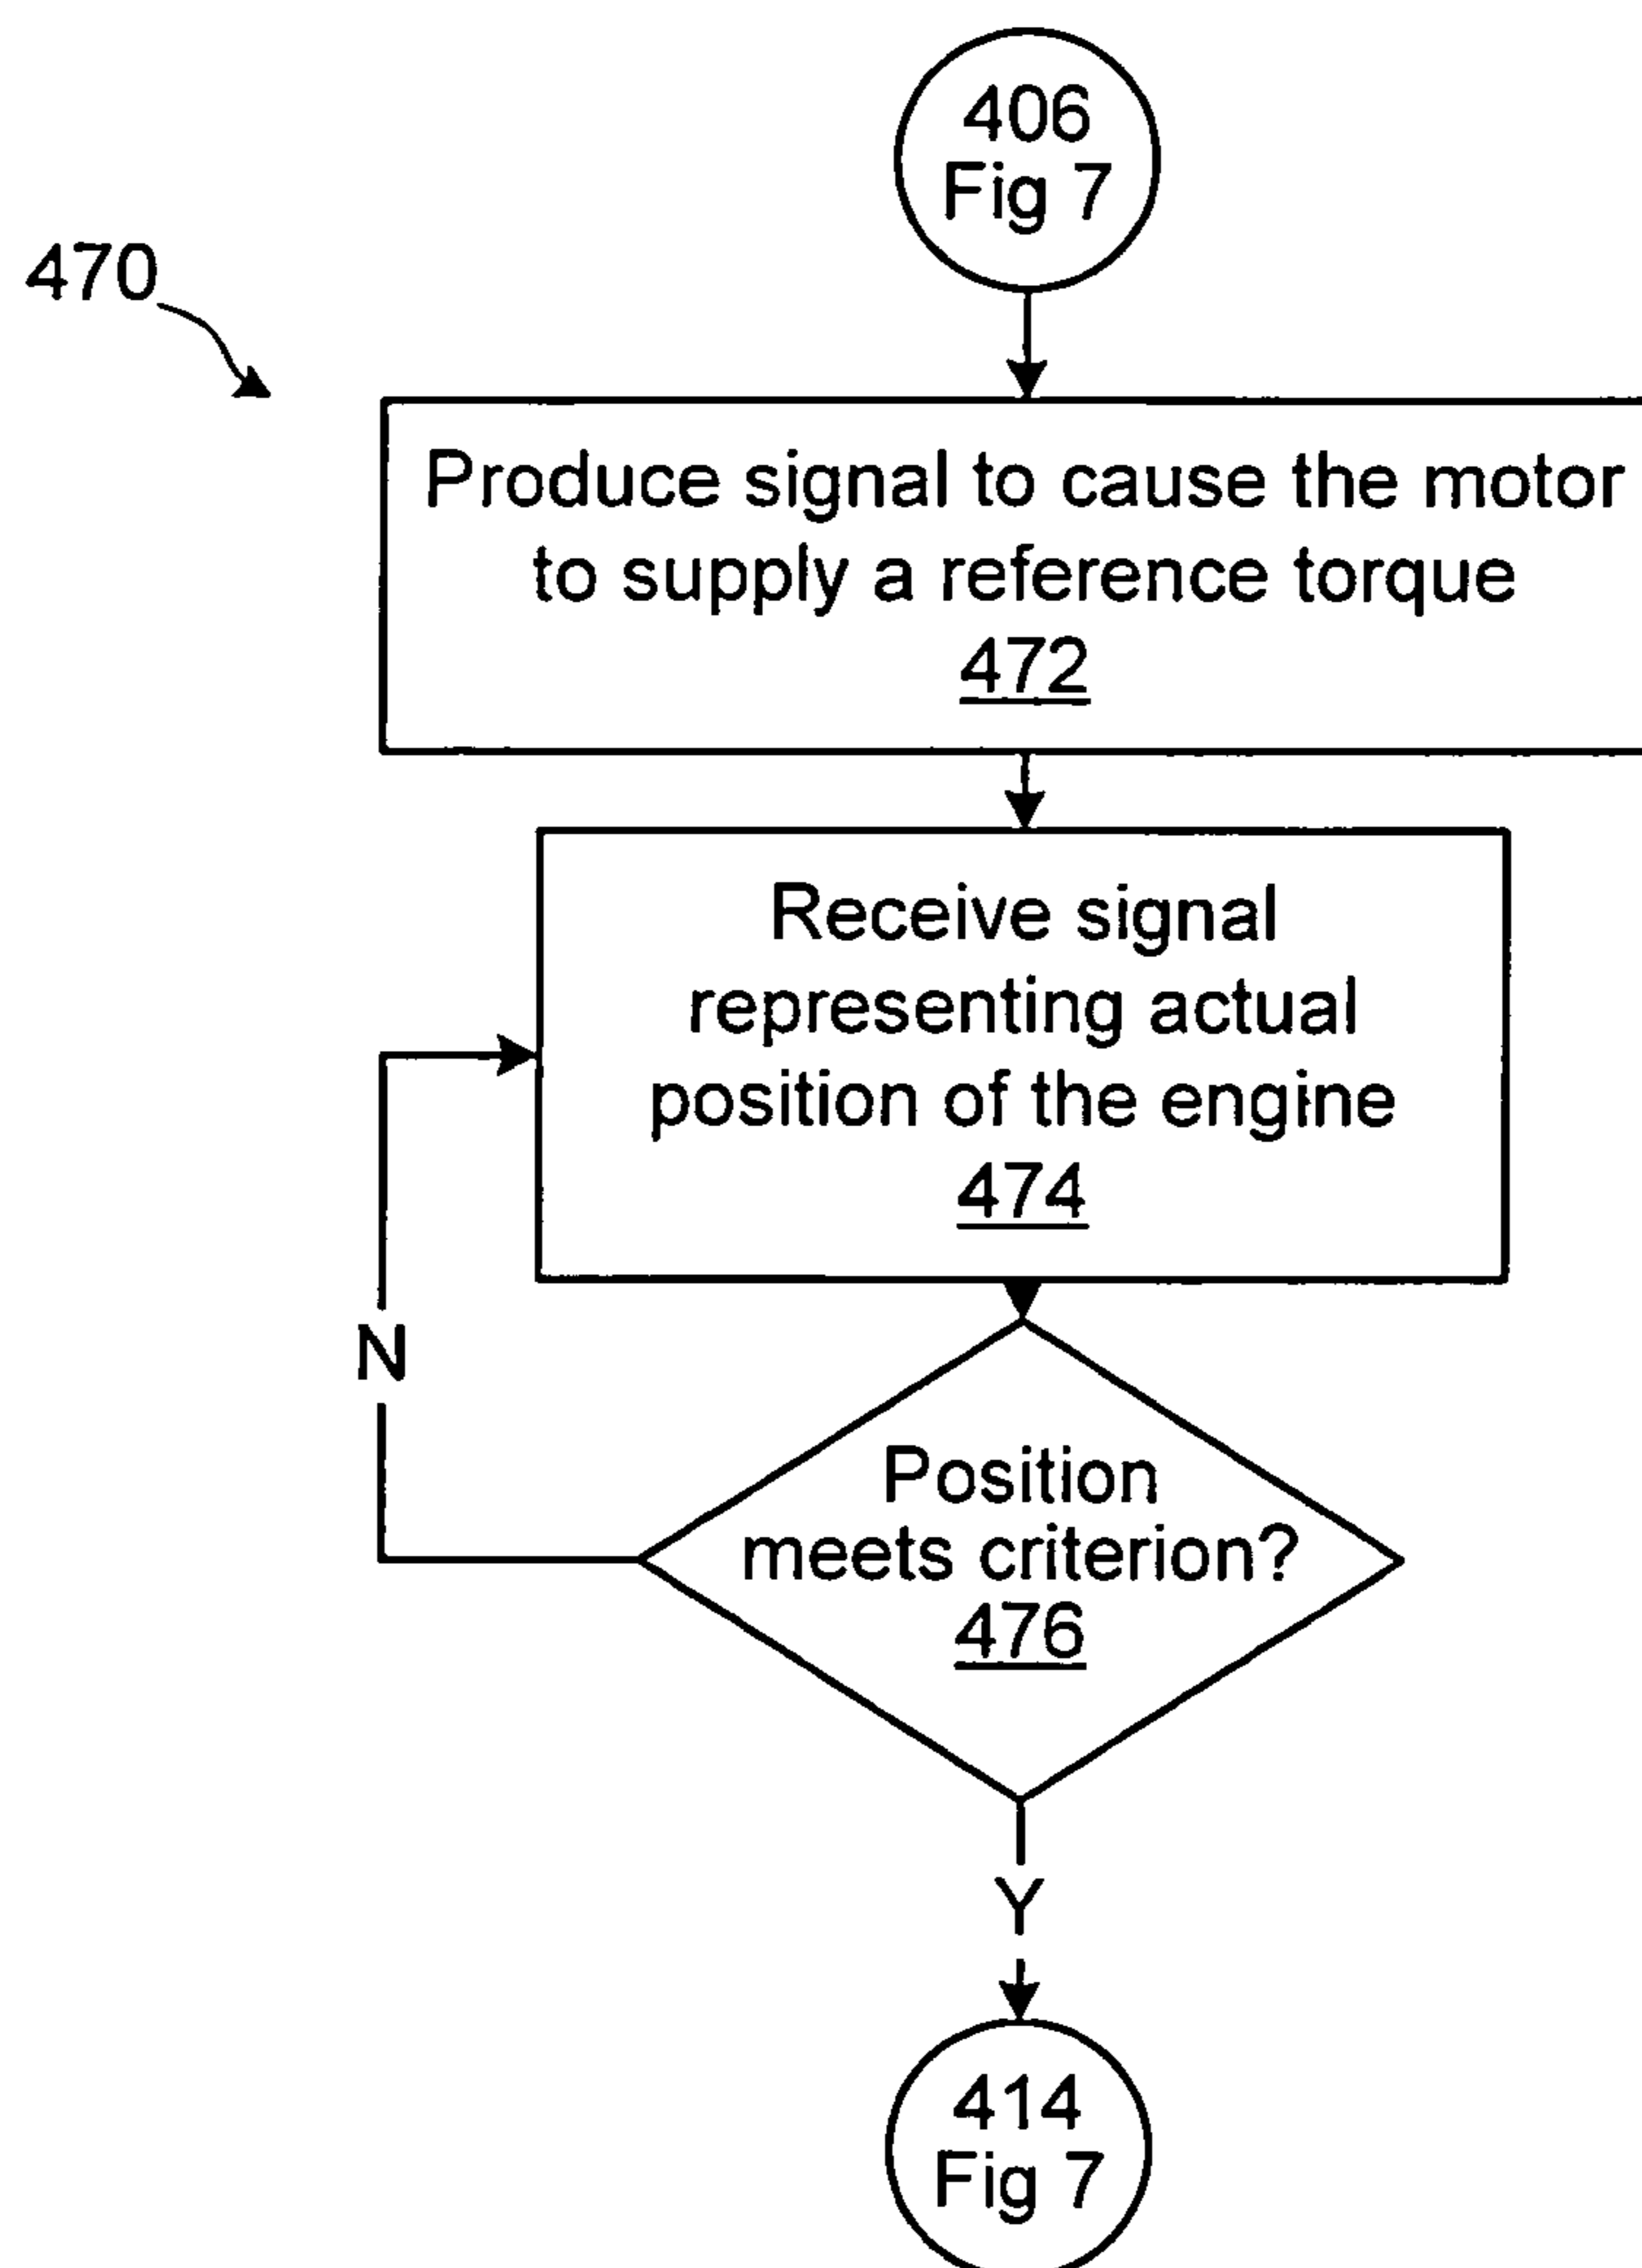 406
Fig 7
470
Produce signal to cause the motor
to supply a reference torque
472
Receive signal
representing actual
position of the engine
474
N
Position
meets criterion?
476
Y
414
Fig 7